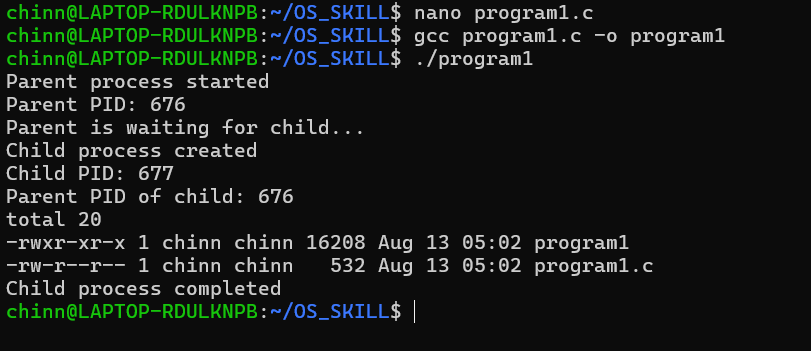 chinn@LAPTOP-RDULKNPB:~/OS_SKILL$ nano program1.c
chinn@LAPTOP-RDULKNPB:~/OS_SKILL$ gcc program1.c -o program1
chinn@LAPTOP-RDULKNPB:~/OS_SKILL$ ./program1
Parent process started
Parent PID: 676
Parent is waiting for child...
Child process created
Child PID: 677
Parent PID of child: 676
total 20
-rwxr-xr-x 1 chinn chinn 16208 Aug 13 05:02 program1
-rw-r--r-- 1 chinn chinn   532 Aug 13 05:02 program1.c
Child process completed
chinn@LAPTOP-RDULKNPB:~/OS_SKILL$